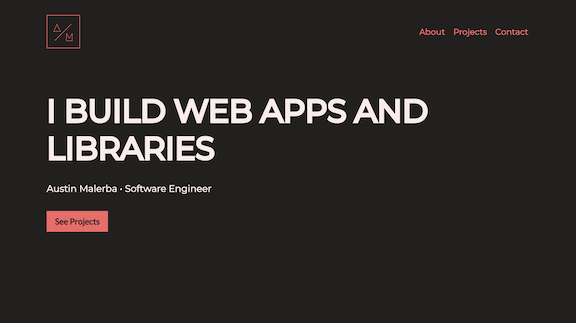 A/M
About Projects Contact
I BUILD WEB APPS AND
LIBRARIES
Austin Malerba • Software Engineer
See Projects